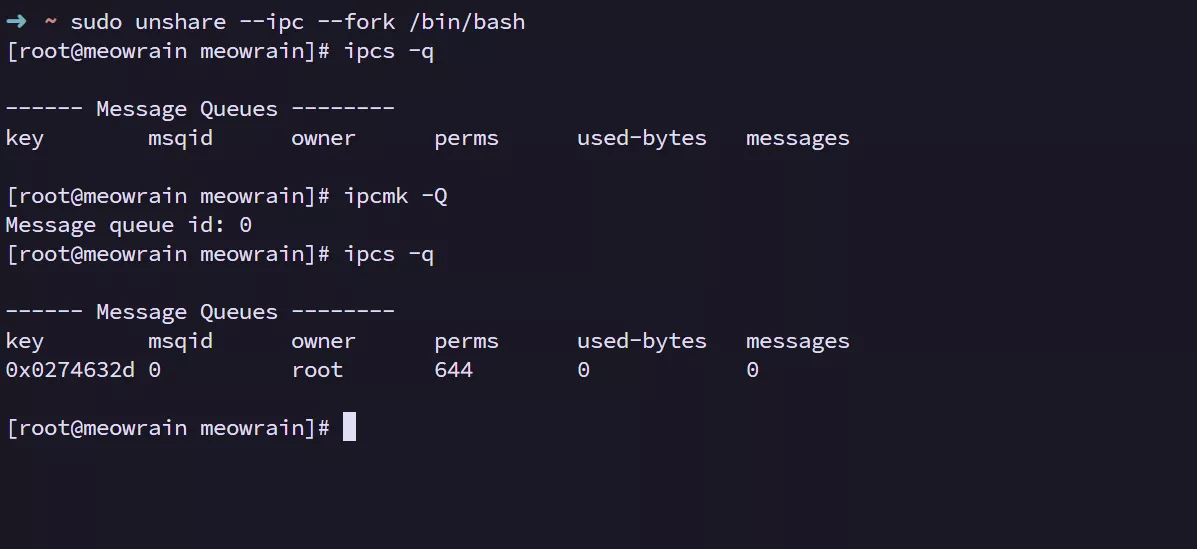 ➜ ~ sudo unshare --ipc --fork /bin/bash
[root@meowrain meowrain]# ipcs -q

------ Message Queues --------
key        msqid      owner      perms      used-bytes   messages

[root@meowrain meowrain]# ipcmk -Q
Message queue id: 0
[root@meowrain meowrain]# ipcs -q

------ Message Queues --------
key        msqid      owner      perms      used-bytes   messages
0x0274632d 0          root       644        0            0

[root@meowrain meowrain]#